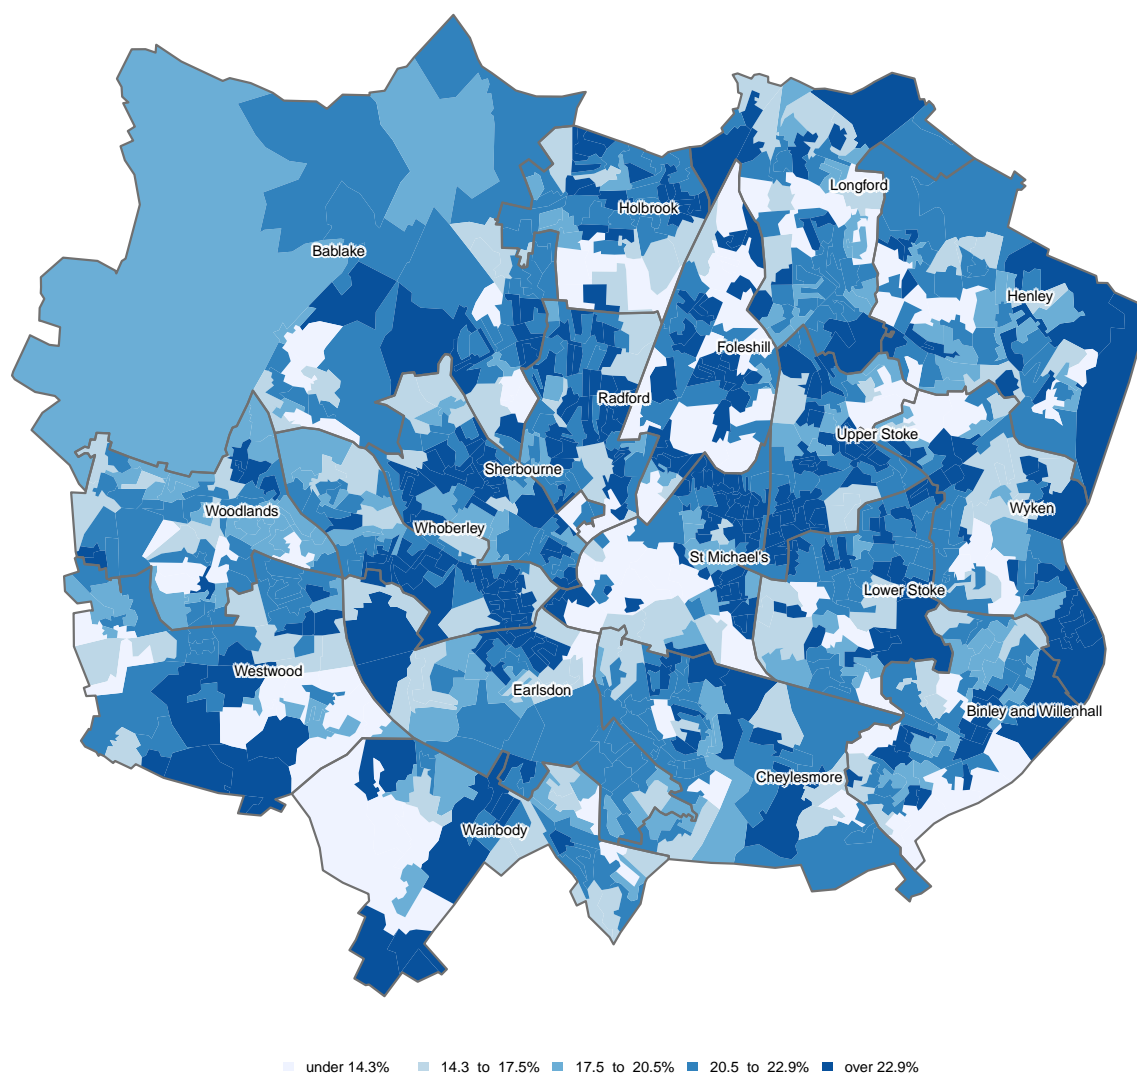 Longford
Holbrook
Bablake
Henley
Foleshill
Radford
Upper Stoke
Sherbourne
Woodlands
Wyken
Whoberley
St Michael's
Lower Stoke
Westwood
Earlsdon
Binley and Willenhall
Cheylesmore
Wainbody
under 14.3% 14.3 to 17.5% 17.5 to 20.5% 20.5 to 22.9% over 22.9%